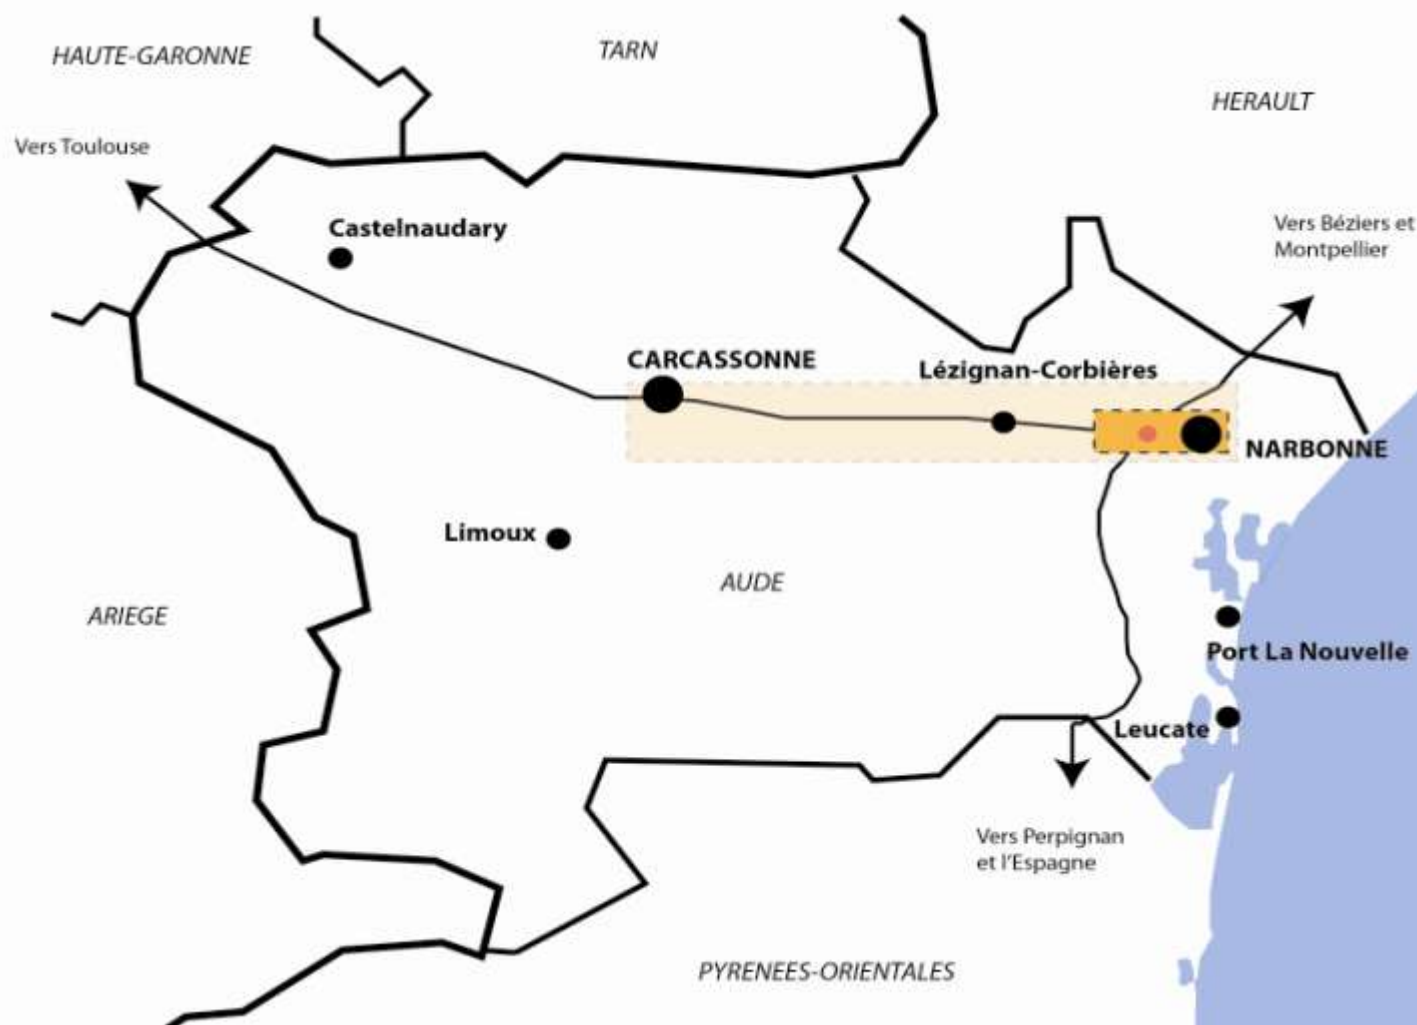 HAUTE-GARONNE
TARN
HERAULT
Vers Toulouse
Castelnaudary
Vers Béziers et
Montpellier
CARCASSONNE
Lézignan-Corbières
NARBONNE
Limoux
AUDE
ARIEGE
Port La Nouvelle
Leucate
Vers Perpignan
et l'Espagne
PYRENEES-ORIENTALES